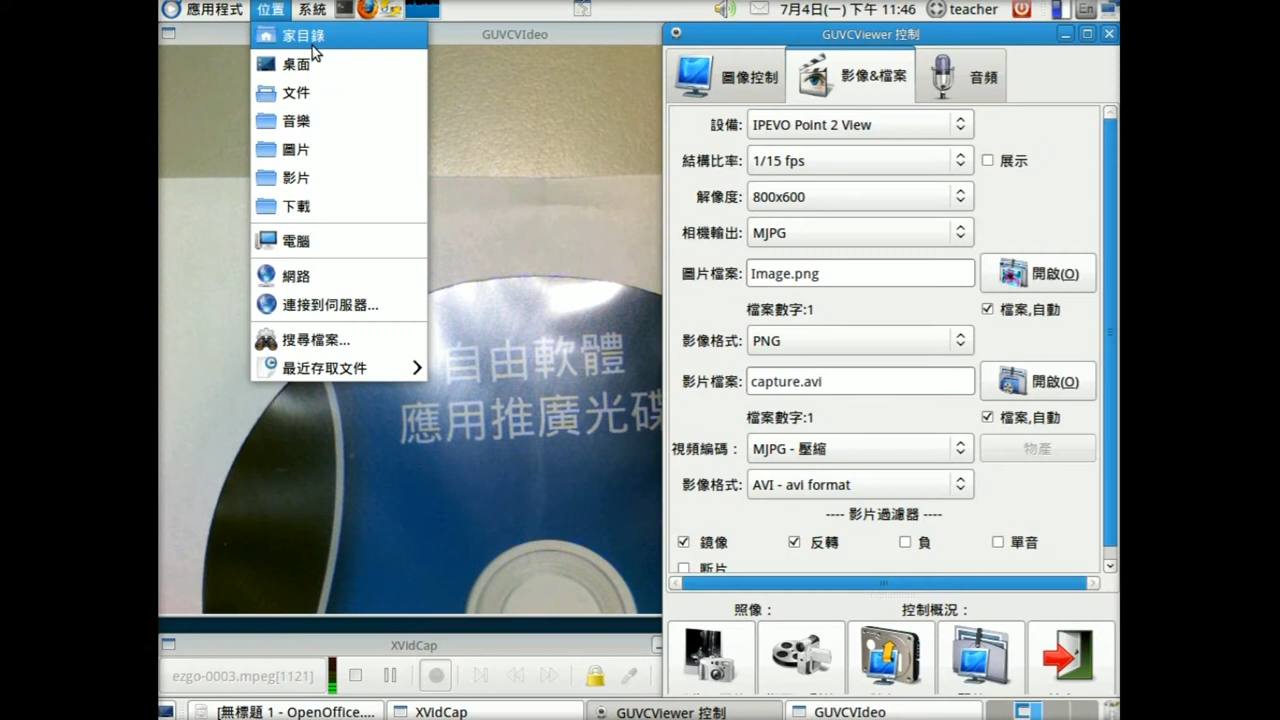 應用程式 位置 系統 7月4日(一) 下午 11:46 teacher En
家目錄
桌面
文件
音樂
圖片
影片
下載
電腦
網路
連接到伺服器...
搜尋檔案...
最近存取文件
GUVCVIdeo
自由軟體
應用推廣光碟
XVidCap
ezgo-0003.mpeg[1121]
GUVCViewer 控制
圖像控制 影像&檔案 音頻
設備: IPEVO Point 2 View
結構比率: 1/15 fps 展示
解像度: 800x600
相機輸出: MJPG
圖片檔案: Image.png 開啟(O)
檔案數字:1 檔案,自動
影像格式: PNG
影片檔案: capture.avi 開啟(O)
檔案數字:1 檔案,自動
視頻編碼: MJPG - 壓縮 物產
影像格式: AVI - avi format
---- 影片過濾器 ----
鏡像 反轉 負 單音
斷片
照像: 控制概況:
[無標題 1 - OpenOffice.... XVidCap GUVCViewer 控制 GUVCVIdeo